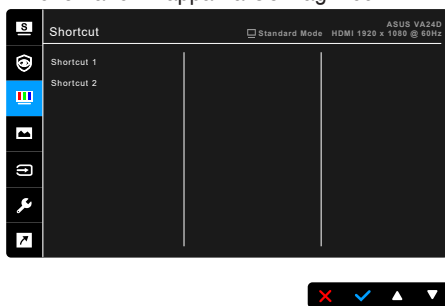 S
Shortcut
Standard Mode HDMI 1920 x 1080 @ 60Hz
ASUS VA24D
Shortcut 1
Shortcut 2